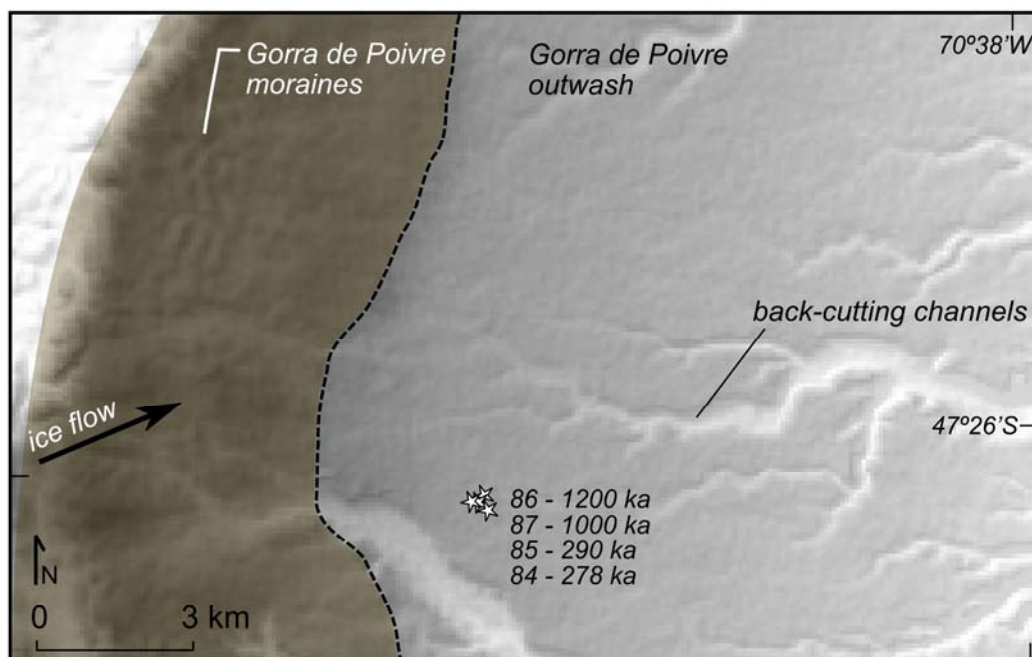 Gorra de Poivre
moraines
Gorra de Poivre
outwash
70º38’W
back-cutting channels
ice flow
47º26’S
86 - 1200 ka
87 - 1000 ka
85 - 290 ka
84 - 278 ka
N
0 3 km